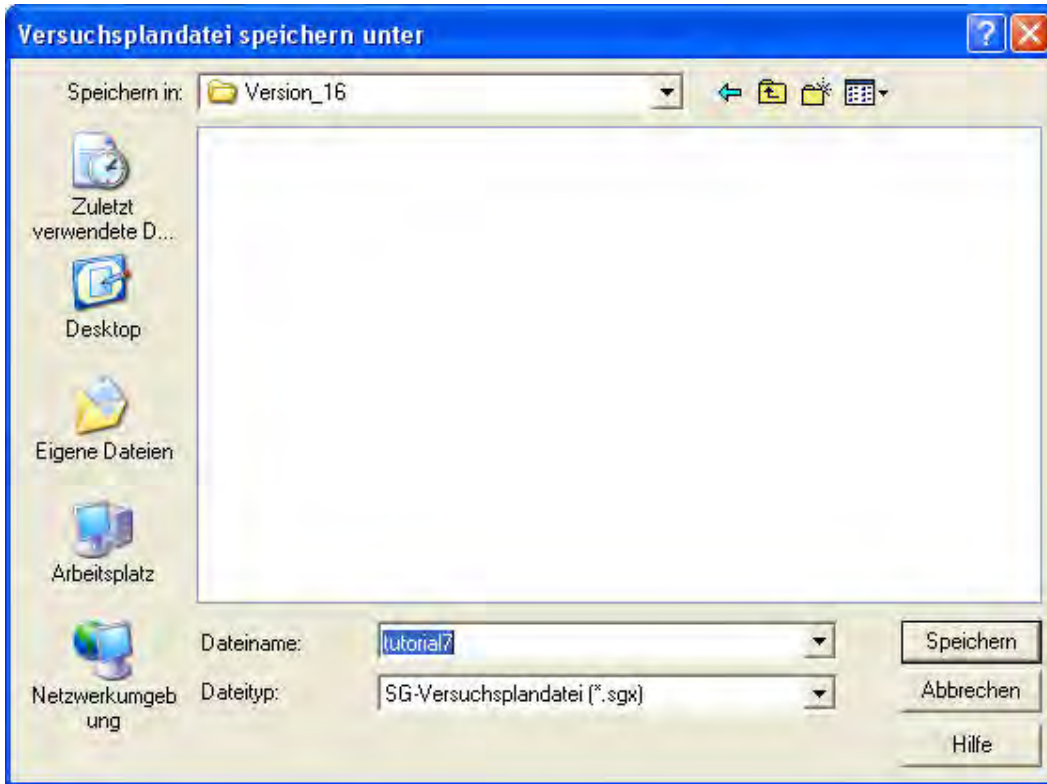 Versuchsplandatei speichern unter
Speichern in:
Version_16
Zuletzt
verwendete D...
Desktop
Eigene Dateien
Arbeitsplatz
Netzwerkumgeb
ung
Dateiname:
tutorial7
Speichern
Dateityp:
SG-Versuchsplandatei (*.sgx)
Abbrechen
Hilfe